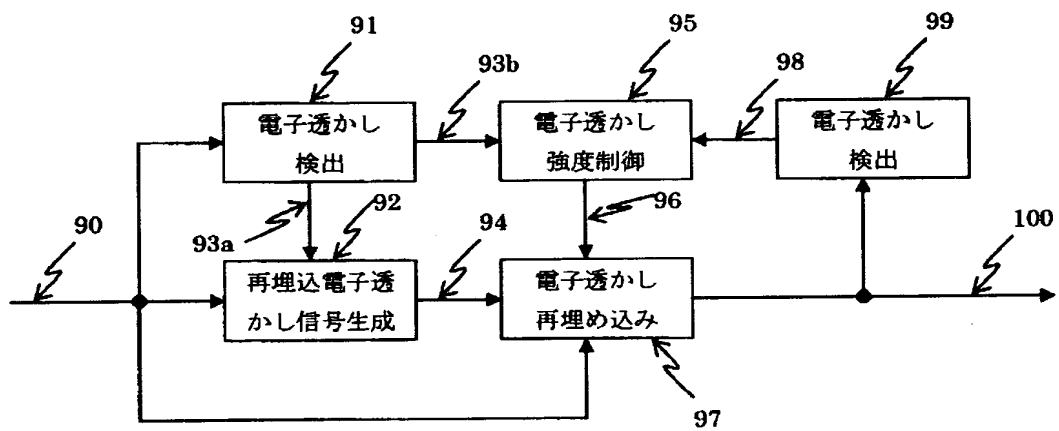 91
95
99
93b
98
電子透かし
検出
電子透かし
強度制御
電子透かし
検出
90
93a
92
94
96
100
再埋込電子透
かし信号生成
電子透かし
再埋め込み
97